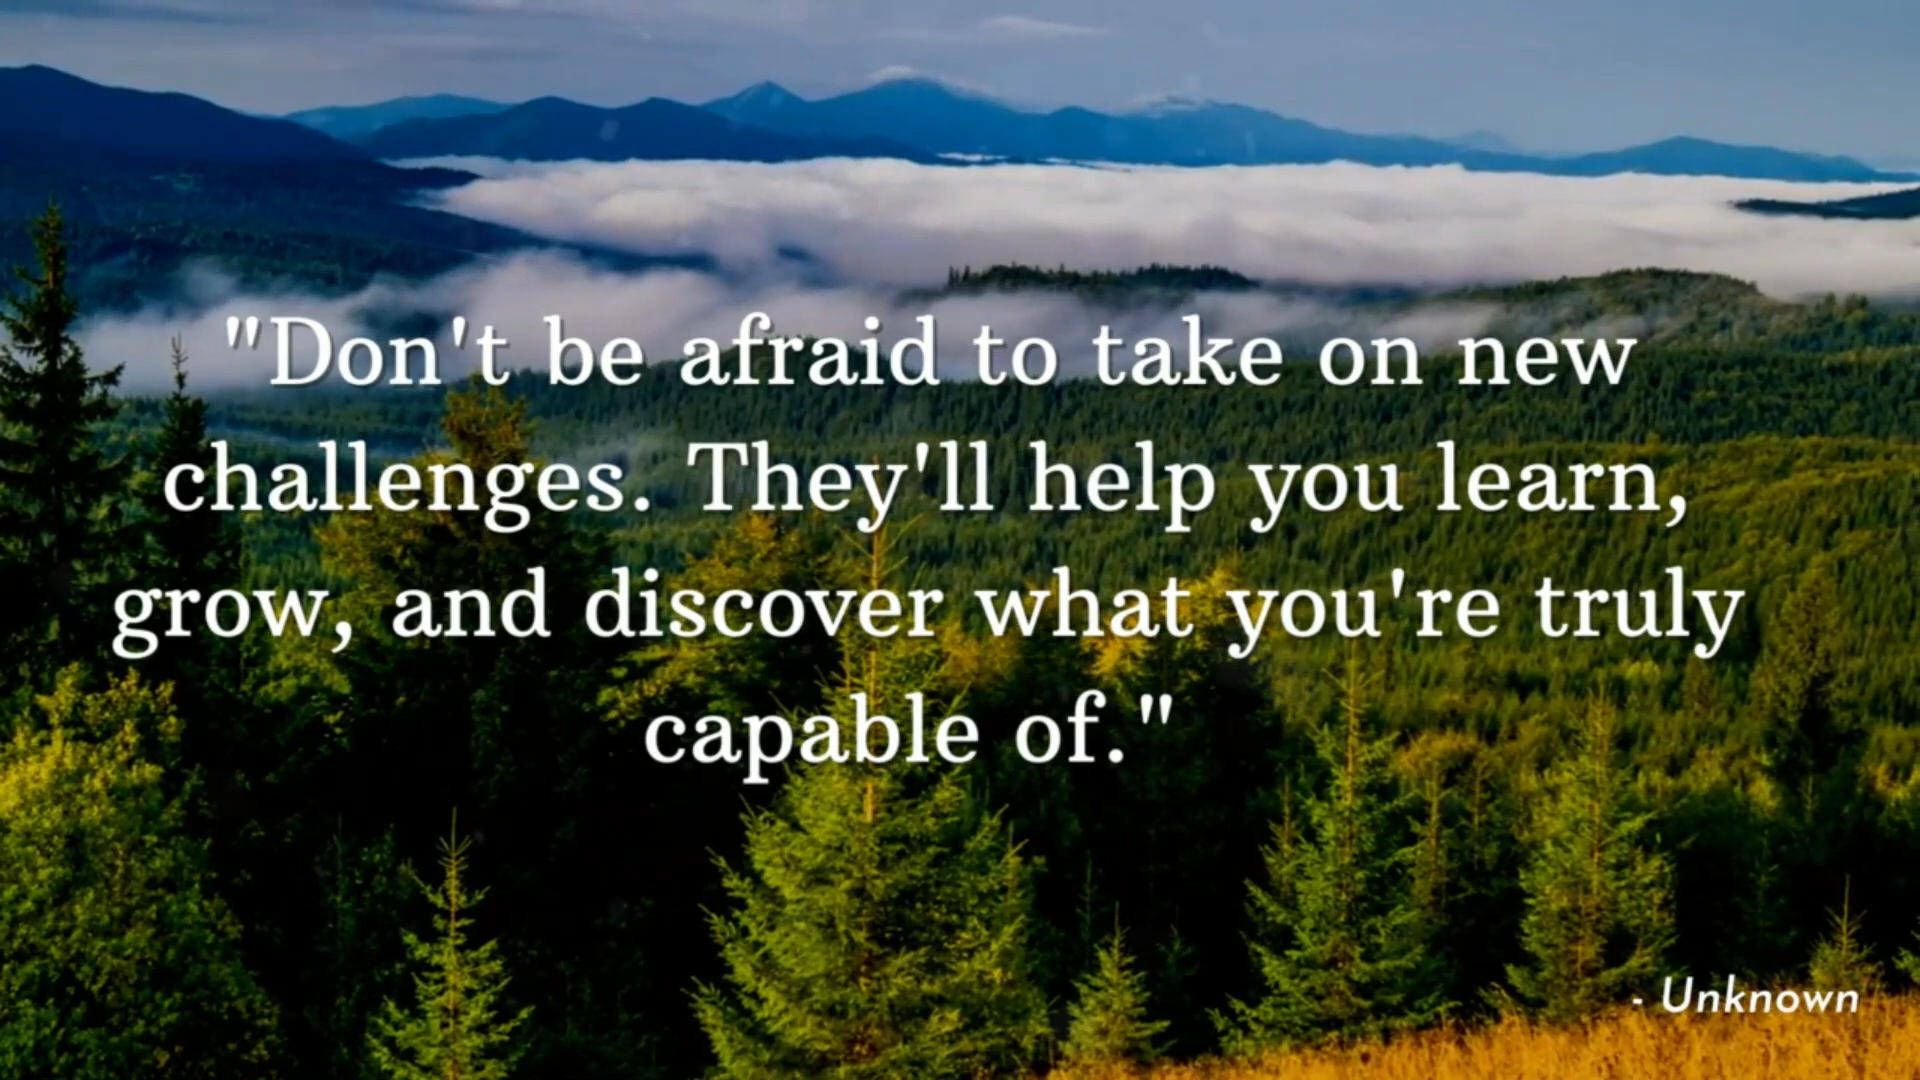 "Don't be afraid to take on new
challenges. They'll help you learn,
grow, and discover what you're truly
capable of."
- Unknown